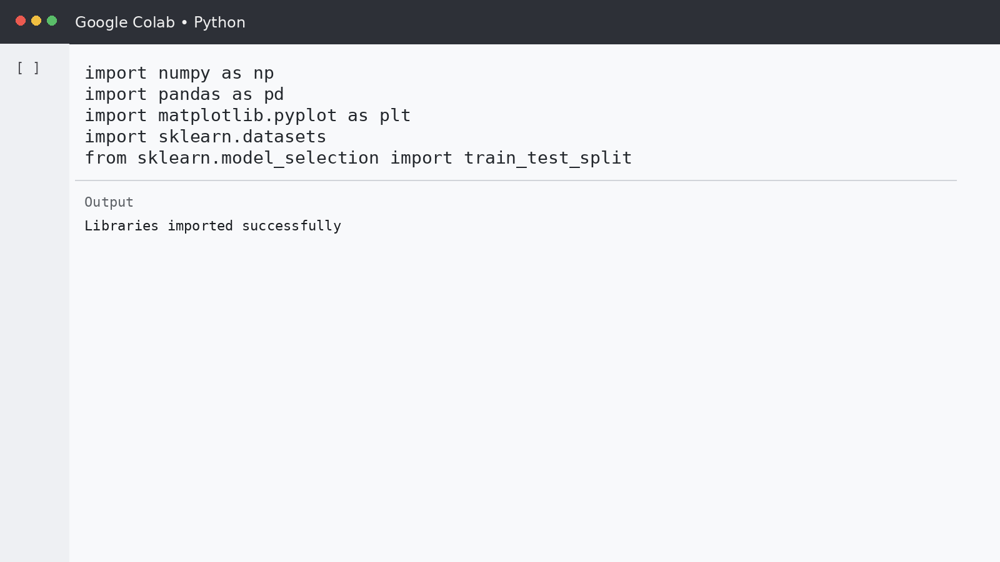 Google Colab • Python
[ ]
import numpy as np
import pandas as pd
import matplotlib.pyplot as plt
import sklearn.datasets
from sklearn.model_selection import train_test_split
Output
Libraries imported successfully